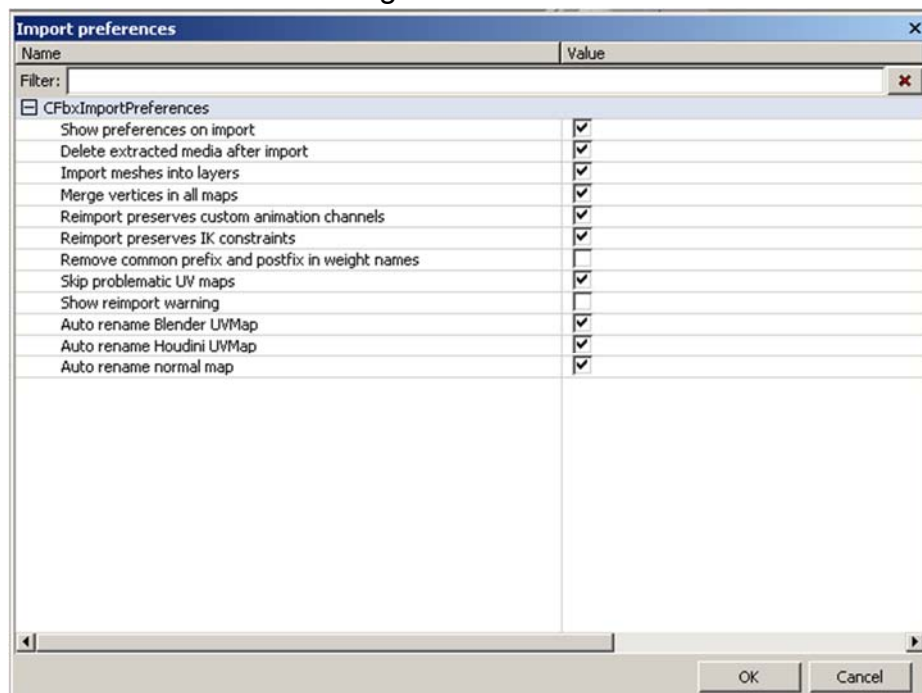 Import preferences
Name Value
Filter:
CFbxImportPreferences
Show preferences on import
Delete extracted media after import
Import meshes into layers
Merge vertices in all maps
Reimport preserves custom animation channels
Reimport preserves IK constraints
Remove common prefix and postfix in weight names
Skip problematic UV maps
Show reimport warning
Auto rename Blender UVMap
Auto rename Houdini UVMap
Auto rename normal map
OK Cancel